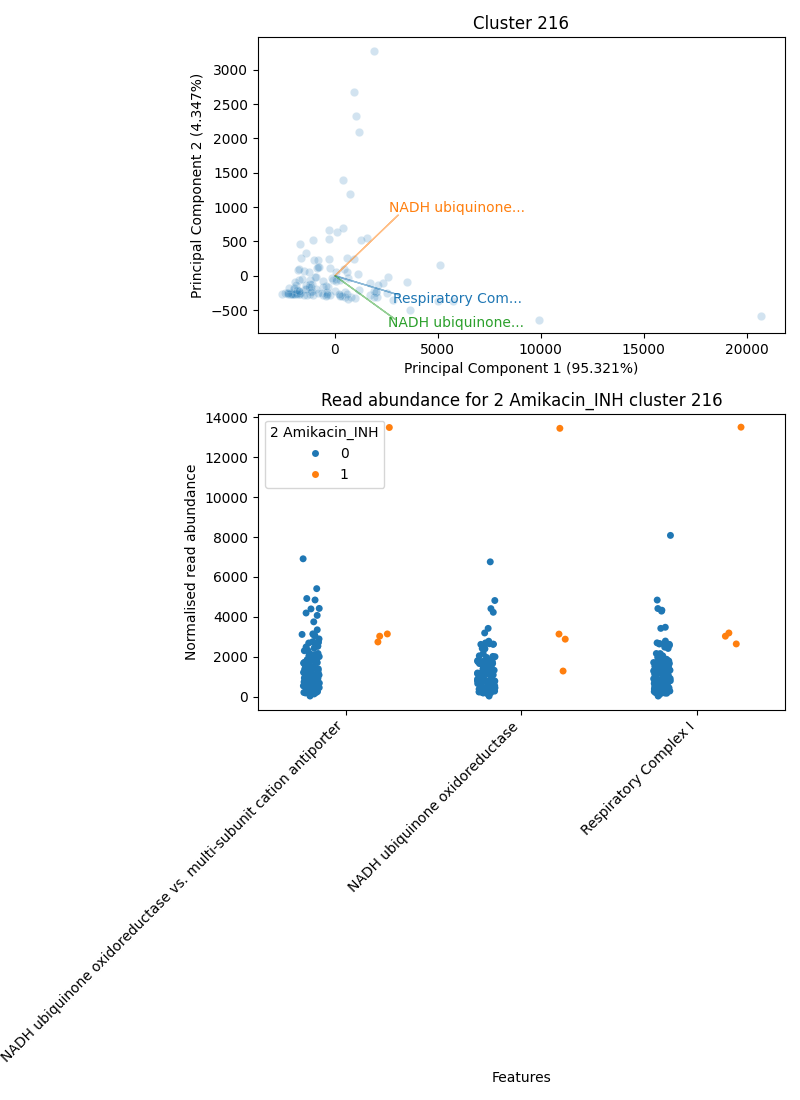 Cluster 216
Principal Component 2 (4.347%)
3000
2500
2000
1500
1000
500
0
−500
NADH ubiquinone...
Respiratory Com...
NADH ubiquinone...
0
5000
10000
15000
20000
Principal Component 1 (95.321%)
Read abundance for 2 Amikacin_INH cluster 216
Normalised read abundance
14000
12000
10000
8000
6000
4000
2000
0
2 Amikacin_INH
0
1
NADH ubiquinone oxidoreductase vs. multi-subunit cation antiporter
NADH ubiquinone oxidoreductase
Respiratory Complex I
Features